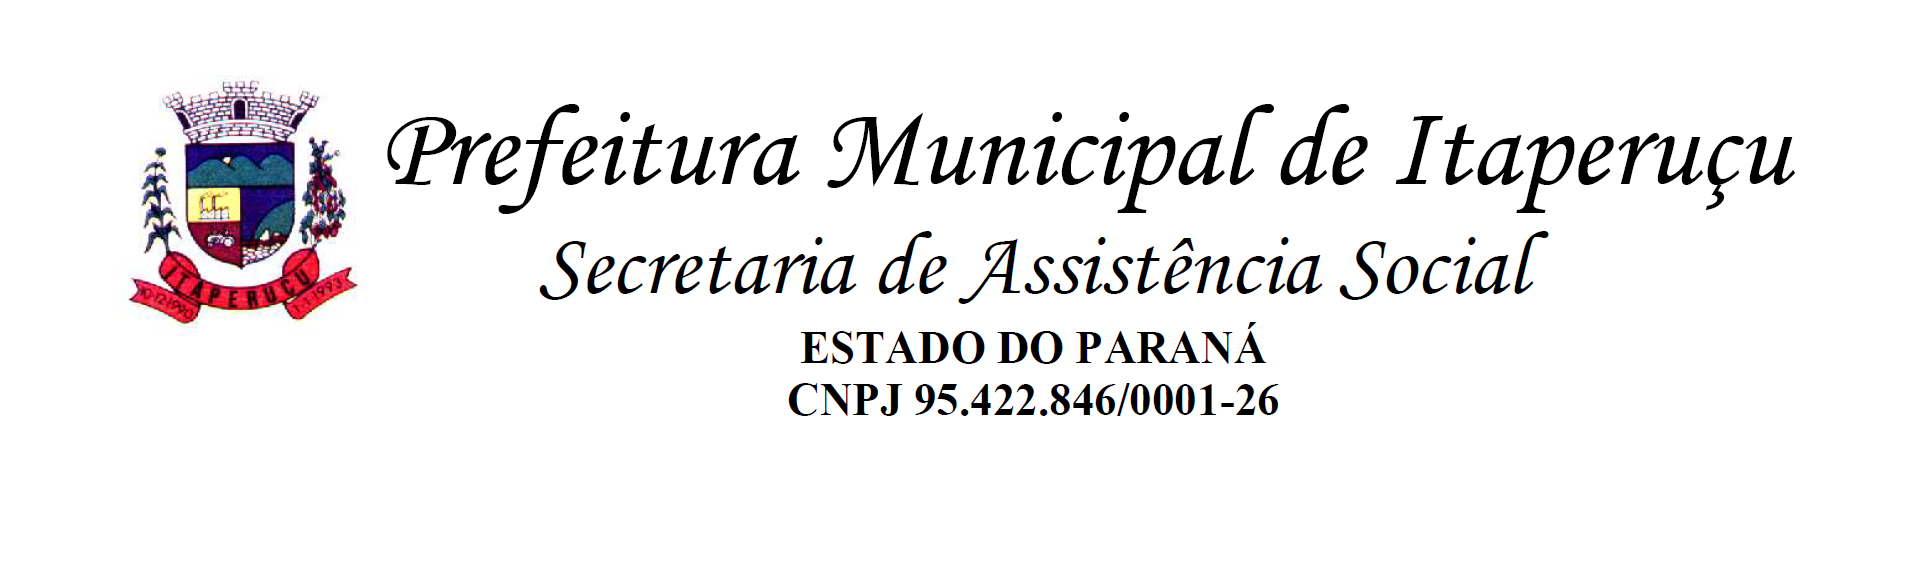 Prefeitura Municipal de Itaperuçu
Secretaria de Assistência Social
ESTADO DO PARANÁ
CNPJ 95.422.846/0001-26
ITAPERUÇU
10-12-1990
1-1-1993